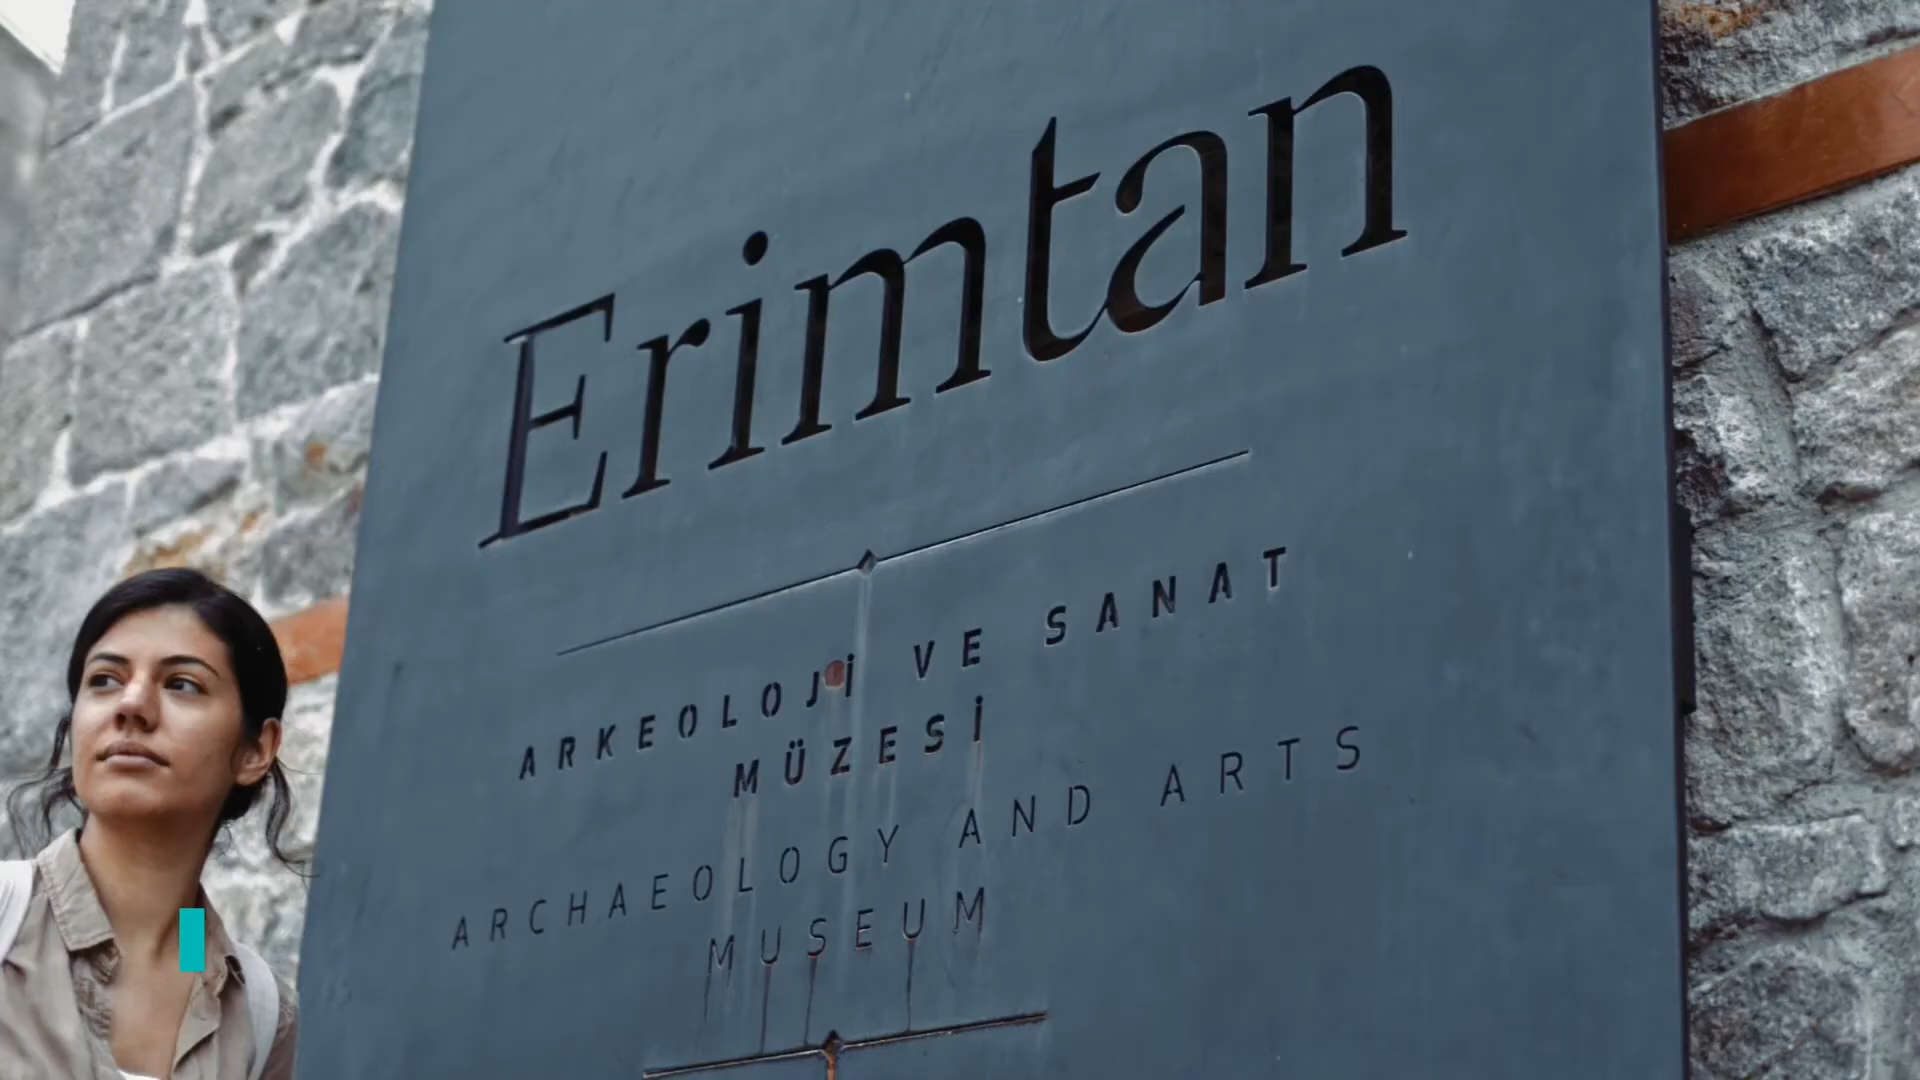 Erimtan
ARKEOLOJİ VE SANAT
MÜZESİ
ARCHAEOLOGY AND ARTS
MUSEUM